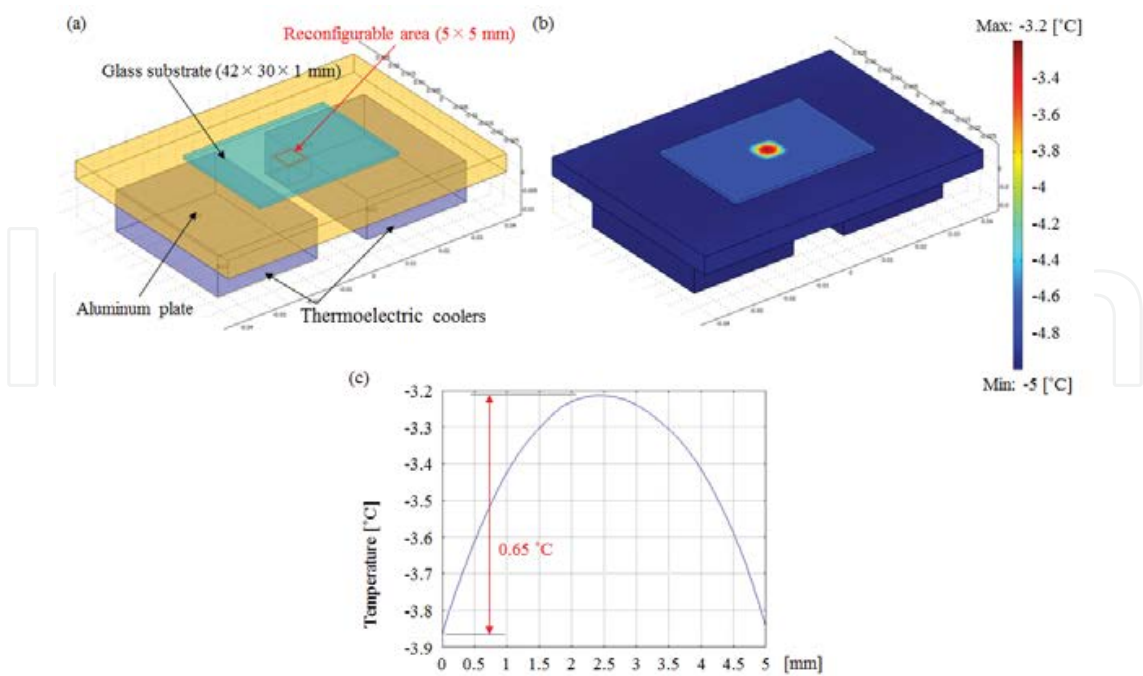 (a)
Reconfigurable area (5 × 5 mm)
Glass substrate (42 × 30 × 1 mm)
Aluminum plate
Thermoelectric coolers
(b)
Max: -3.2 [˚C]
-3.4
-3.6
-3.8
-4
-4.2
-4.4
-4.6
-4.8
Min: -5 [˚C]
(c)
-3.2
-3.3
-3.4
-3.5
-3.6
-3.7
-3.8
-3.9
Temperature [˚C]
0.65 ˚C
0 0.5 1 1.5 2 2.5 3 3.5 4 4.5 5 [mm]